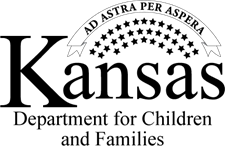 AD ASTRA PER ASPERA
Kansas
Department for Children
and Families